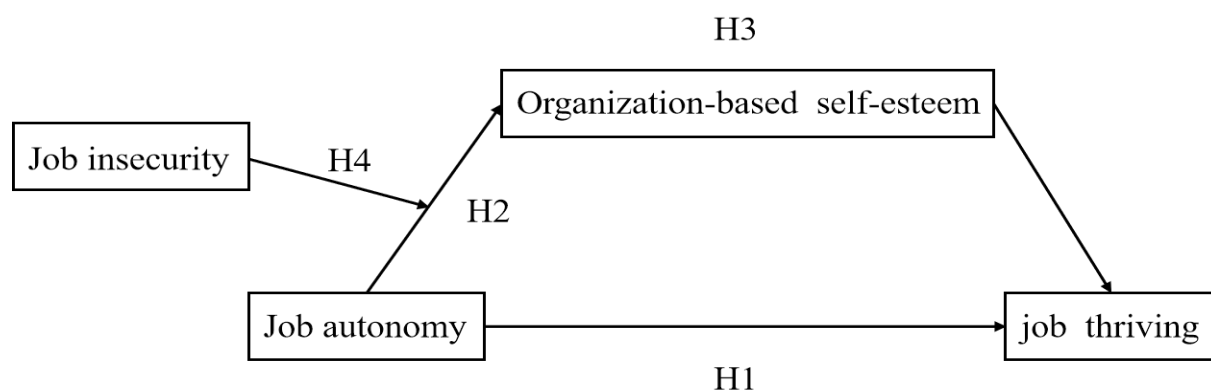 H3
Organization-based self-esteem
Job insecurity
H4
H2
Job autonomy
job thriving
H1